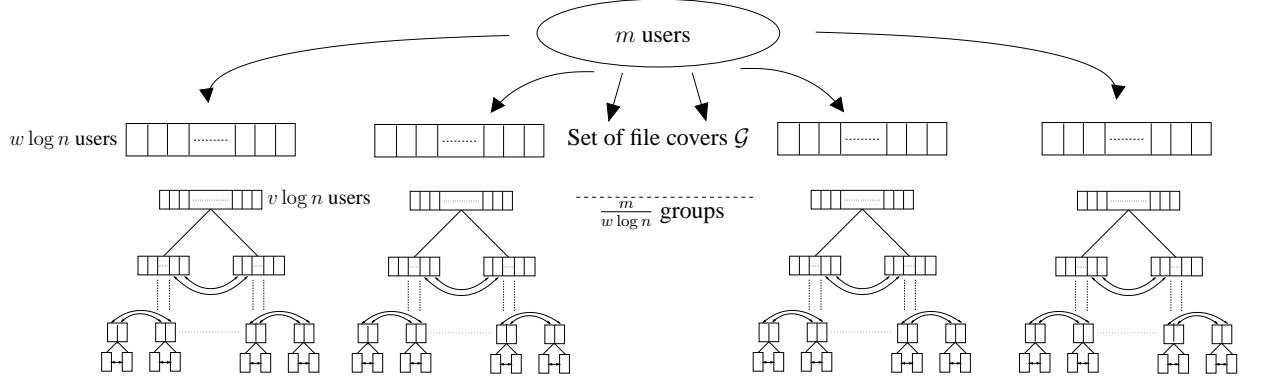 m users
w log n users
Set of file covers 𝒢
v log n users
m / w log n groups